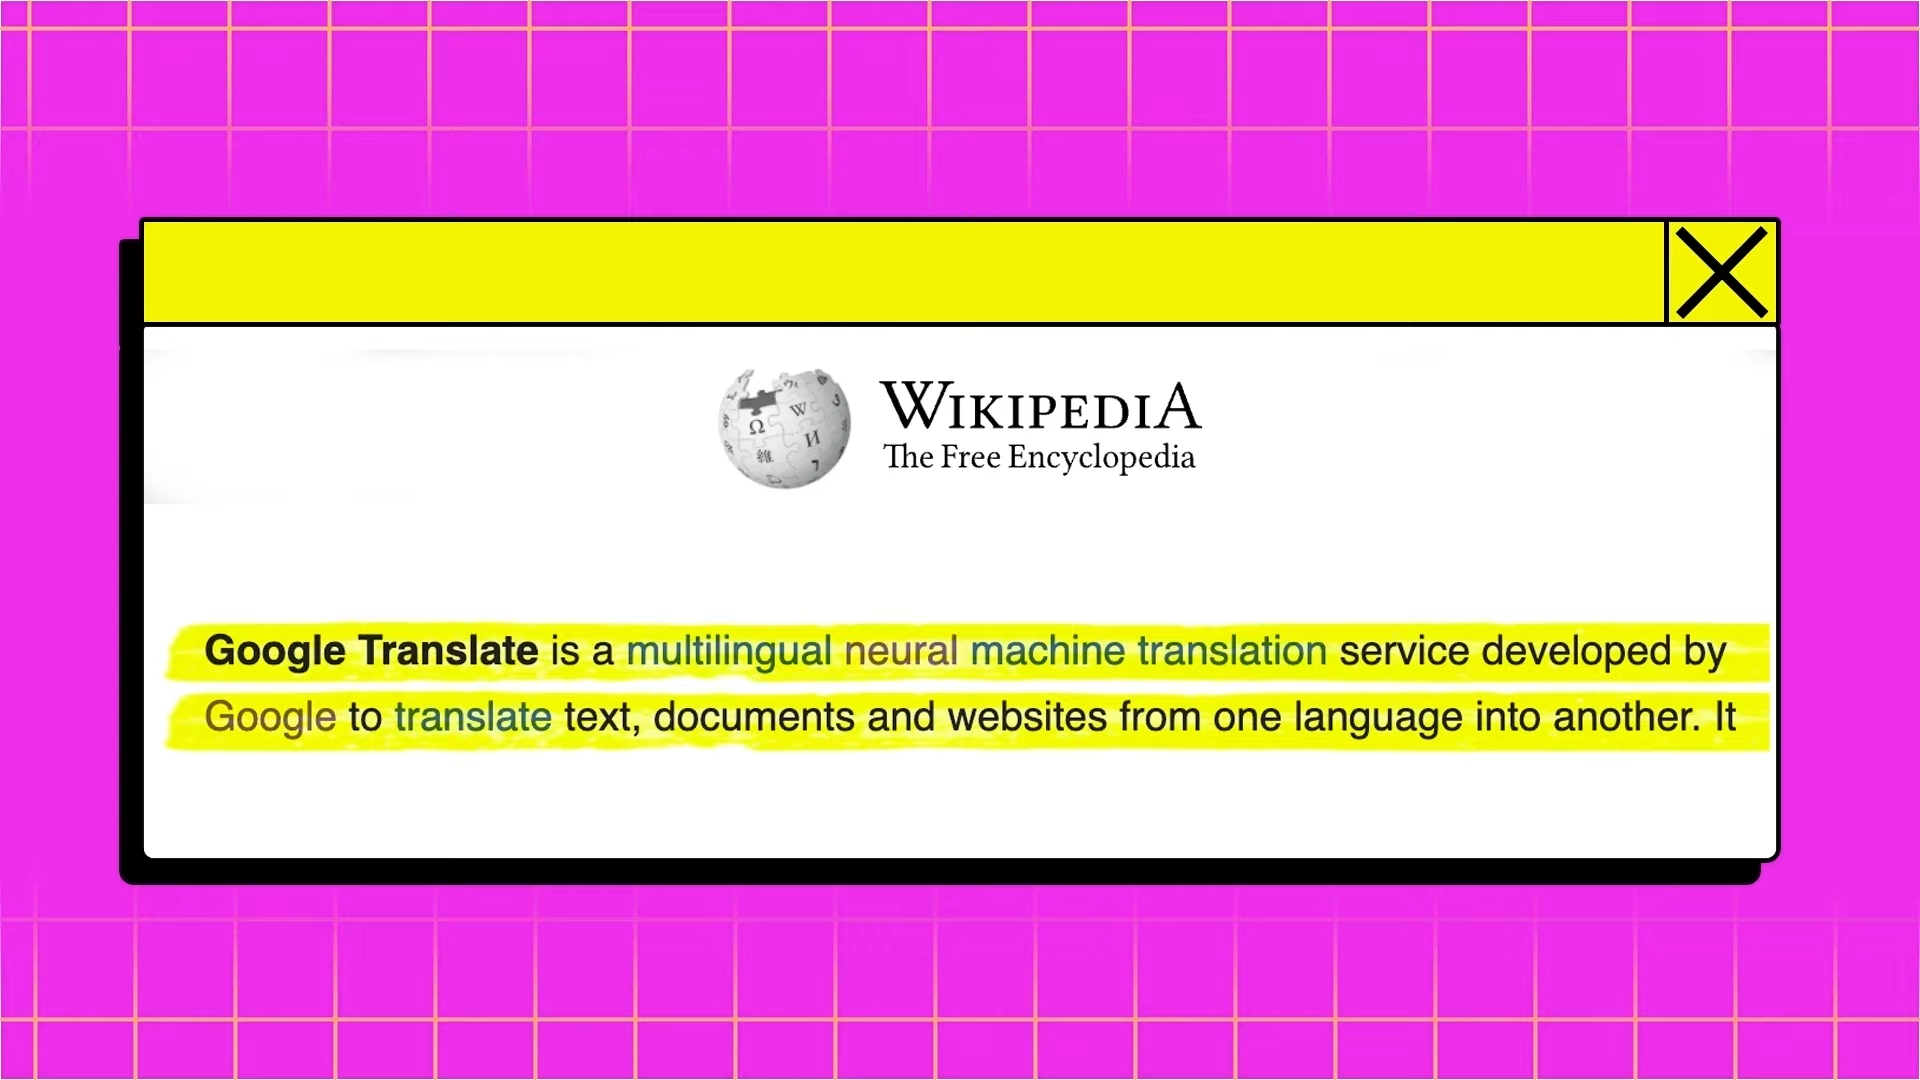 WIKIPEDIA
The Free Encyclopedia
Google Translate is a multilingual neural machine translation service developed by
Google to translate text, documents and websites from one language into another. It